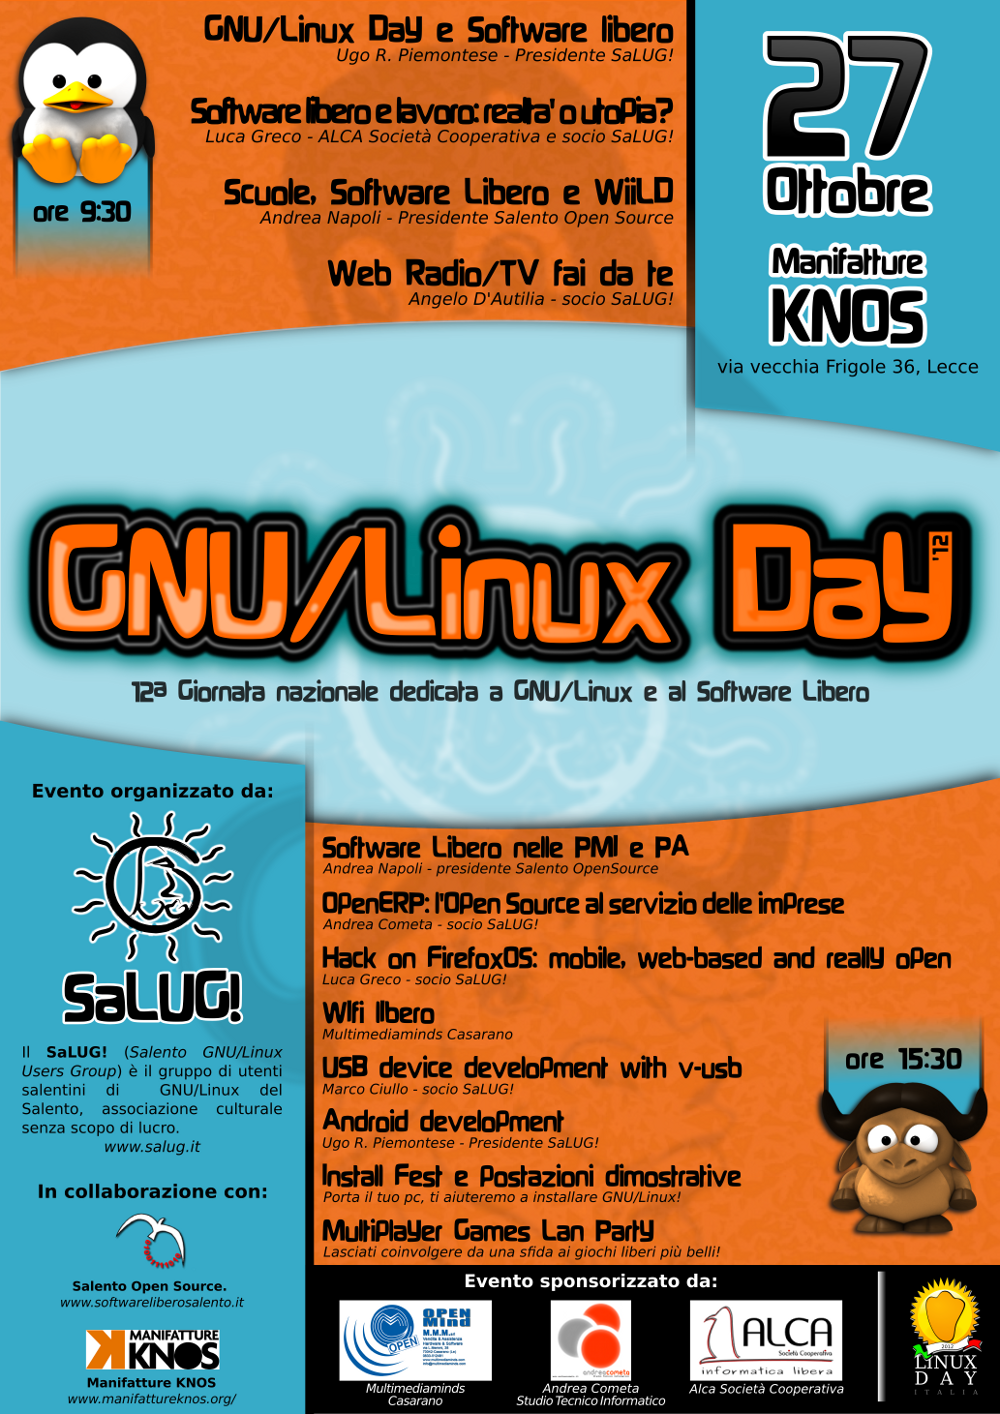 GNU/Linux Day e Software libero
Ugo R. Piemontese - Presidente SaLUG!
Software libero e lavoro: realta' o utopia?
Luca Greco - ALCA Società Cooperativa e socio SaLUG!
Scuole, Software Libero e WiiLD
Andrea Napoli - Presidente Salento Open Source
Web Radio/TV fai da te
Angelo D'Autilia - socio SaLUG!
ore 9:30
27
Ottobre
Manifatture
KNOS
via vecchia Frigole 36, Lecce
GNU/Linux Day '12
12a Giornata nazionale dedicata a GNU/Linux e al Software Libero
Evento organizzato da:
SaLUG!
Il SaLUG! (Salento GNU/Linux
Users Group) è il gruppo di utenti
salentini di GNU/Linux del
Salento, associazione culturale
senza scopo di lucro.
www.salug.it
In collaborazione con:
Salento Open Source.
www.softwareliberosalento.it
MANIFATTURE
KNOS
Manifatture KNOS
www.manifattureknos.org/
Software Libero nelle PMI e PA
Andrea Napoli - presidente Salento OpenSource
OpenERP: l'Open Source al servizio delle imprese
Andrea Cometa - socio SaLUG!
Hack on FirefoxOS: mobile, web-based and really open
Luca Greco - socio SaLUG!
Wifi libero
Multimediaminds Casarano
USB device development with v-usb
Marco Ciullo - socio SaLUG!
Android development
Ugo R. Piemontese - Presidente SaLUG!
Install Fest e Postazioni dimostrative
Porta il tuo pc, ti aiuteremo a installare GNU/Linux!
MultiPlayer Games Lan Party
Lasciati coinvolgere da una sfida ai giochi liberi più belli!
ore 15:30
Evento sponsorizzato da:
OPEN
OPEN
Mind
M.M.M. srl
Multimediaminds
Casarano
andreacometa
Andrea Cometa
Studio Tecnico Informatico
ALCA
Società Cooperativa
informatica libera
Alca Società Cooperativa
2012
LINUX
DAY
ITALIA